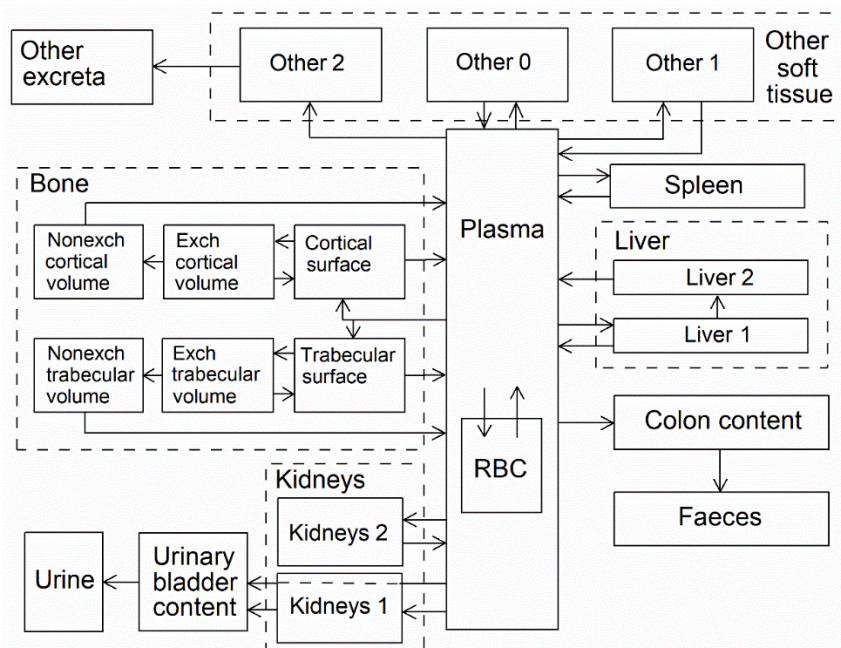 Other
excreta
Other 2
Other 0
Other 1
Other
soft
tissue
Bone
Nonexch
cortical
volume
Exch
cortical
volume
Cortical
surface
Nonexch
trabecular
volume
Exch
trabecular
volume
Trabecular
surface
Plasma
RBC
Spleen
Liver
Liver 2
Liver 1
Colon content
Faeces
Kidneys
Kidneys 2
Kidneys 1
Urinary
bladder
content
Urine